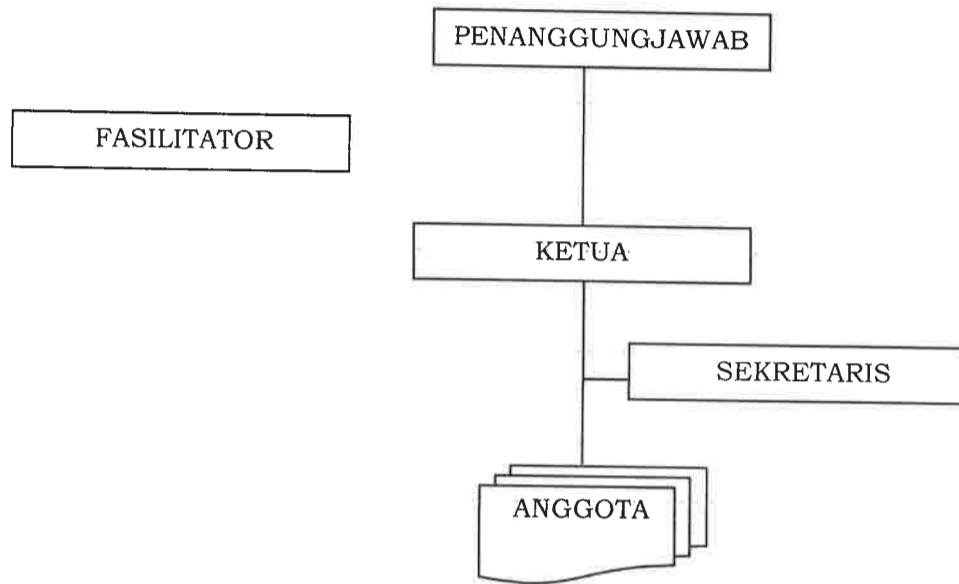 PENANGGUNGJAWAB
FASILITATOR
KETUA
SEKRETARIS
ANGGOTA